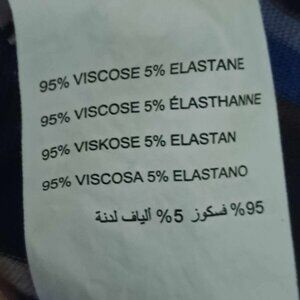 95% VISCOSE 5% ELASTANE
95% VISCOSE 5% ÉLASTHANNE
95% VISKOSE 5% ELASTAN
95% VISCOSA 5% ELASTANO
95% فسكوز 5% ألياف لدنة